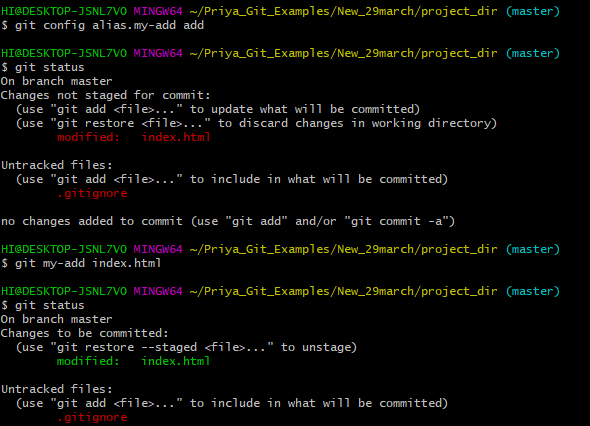 HI@DESKTOP-JSNL7VO MINGW64 ~/Priya_Git_Examples/New_29march/project_dir (master)
$ git config alias.my-add add
HI@DESKTOP-JSNL7VO MINGW64 ~/Priya_Git_Examples/New_29march/project_dir (master)
$ git status
On branch master
Changes not staged for commit:
  (use "git add <file>..." to update what will be committed)
  (use "git restore <file>..." to discard changes in working directory)
        modified:   index.html
Untracked files:
  (use "git add <file>..." to include in what will be committed)
        .gitignore
no changes added to commit (use "git add" and/or "git commit -a")
HI@DESKTOP-JSNL7VO MINGW64 ~/Priya_Git_Examples/New_29march/project_dir (master)
$ git my-add index.html
HI@DESKTOP-JSNL7VO MINGW64 ~/Priya_Git_Examples/New_29march/project_dir (master)
$ git status
On branch master
Changes to be committed:
  (use "git restore --staged <file>..." to unstage)
        modified:   index.html
Untracked files:
  (use "git add <file>..." to include in what will be committed)
        .gitignore